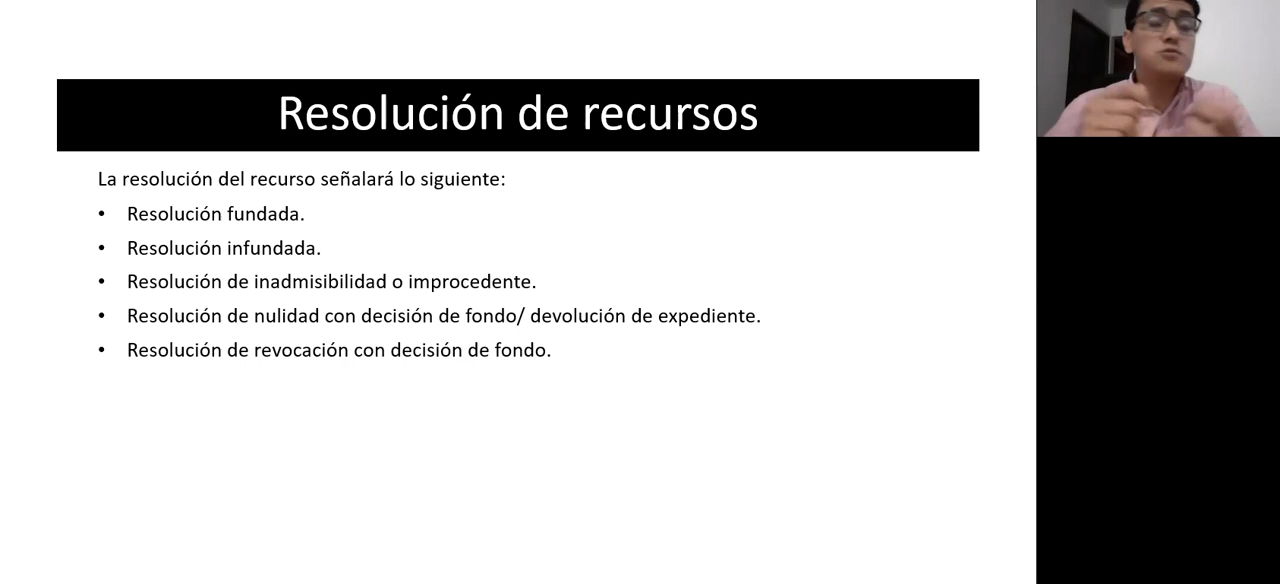 Resolución de recursos
La resolución del recurso señalará lo siguiente:
• Resolución fundada.
• Resolución infundada.
• Resolución de inadmisibilidad o improcedente.
• Resolución de nulidad con decisión de fondo/ devolución de expediente.
• Resolución de revocación con decisión de fondo.